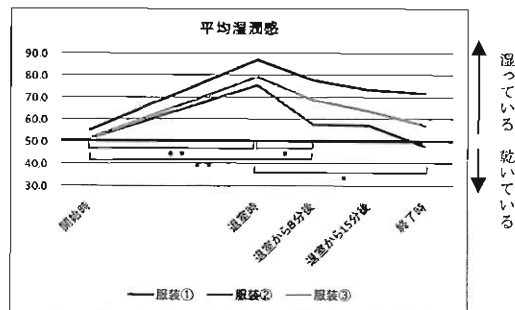 平均湿潤感
90.0
80.0
70.0
60.0
50.0
40.0
30.0
湿っている
乾いている
開始時
退室時
退室から8分後
退室から15分後
終了時
* *
*
* *
*
服装① 服装② 服装③